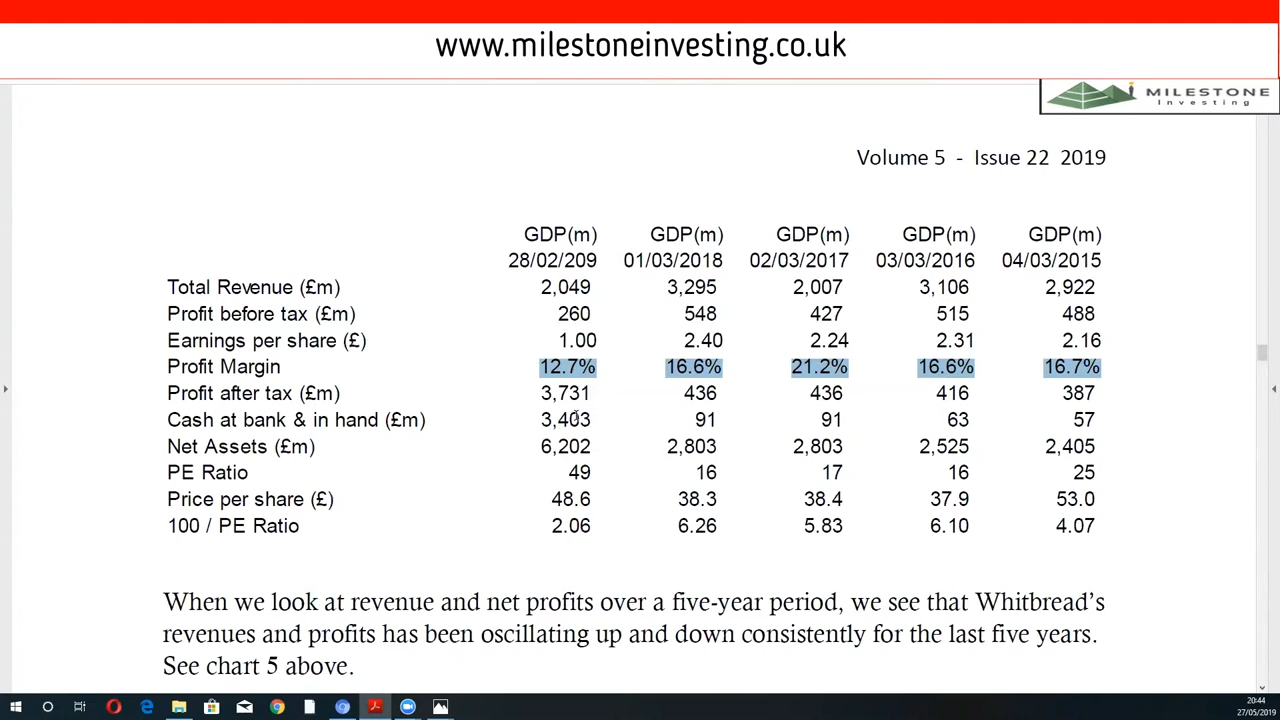 www.milestoneinvesting.co.uk
MILESTONE
Investing
Volume 5 - Issue 22 2019
GDP(m) GDP(m) GDP(m) GDP(m) GDP(m)
28/02/209 01/03/2018 02/03/2017 03/03/2016 04/03/2015
Total Revenue (£m) 2,049 3,295 2,007 3,106 2,922
Profit before tax (£m) 260 548 427 515 488
Earnings per share (£) 1.00 2.40 2.24 2.31 2.16
Profit Margin 12.7% 16.6% 21.2% 16.6% 16.7%
Profit after tax (£m) 3,731 436 436 416 387
Cash at bank & in hand (£m) 3,403 91 91 63 57
Net Assets (£m) 6,202 2,803 2,803 2,525 2,405
PE Ratio 49 16 17 16 25
Price per share (£) 48.6 38.3 38.4 37.9 53.0
100 / PE Ratio 2.06 6.26 5.83 6.10 4.07
When we look at revenue and net profits over a five-year period, we see that Whitbread's
revenues and profits has been oscillating up and down consistently for the last five years.
See chart 5 above.
20:44
27/05/2019